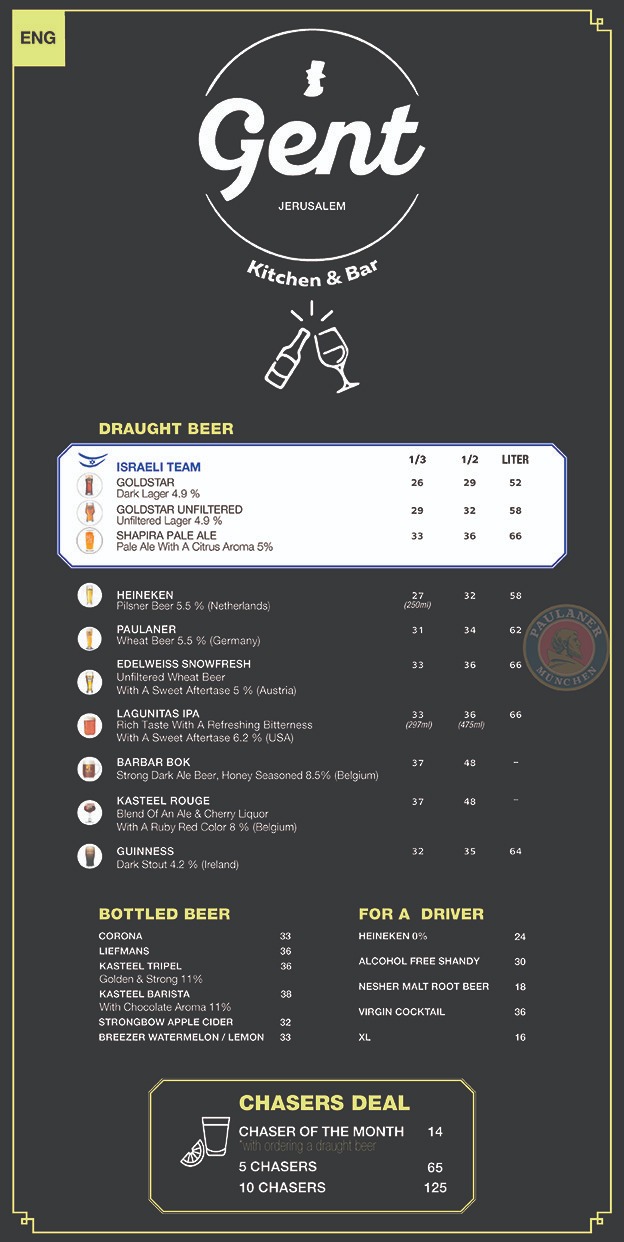 ENG
Gent
JERUSALEM
Kitchen & Bar
DRAUGHT BEER
ISRAELI TEAM 1/3 1/2 LITER
GOLDSTAR 26 29 52
Dark Lager 4.9 %
GOLDSTAR UNFILTERED 29 32 58
Unfiltered Lager 4.9 %
SHAPIRA PALE ALE 33 36 66
Pale Ale With A Citrus Aroma 5%
HEINEKEN 27 32 58
Pilsner Beer 5.5 % (Netherlands) (250ml)
PAULANER 31 34 62
Wheat Beer 5.5 % (Germany)
PAULANER
MÜNCHEN
EDELWEISS SNOWFRESH 33 36 66
Unfiltered Wheat Beer
With A Sweet Aftertase 5 % (Austria)
LAGUNITAS IPA 33 36 66
Rich Taste With A Refreshing Bitterness (297ml) (475ml)
With A Sweet Aftertase 6.2 % (USA)
BARBAR BOK 37 48 –
Strong Dark Ale Beer, Honey Seasoned 8.5% (Belgium)
KASTEEL ROUGE 37 48 –
Blend Of An Ale & Cherry Liquor
With A Ruby Red Color 8 % (Belgium)
GUINNESS 32 35 64
Dark Stout 4.2 % (Ireland)
BOTTLED BEER
CORONA 33
LIEFMANS 36
KASTEEL TRIPEL 36
Golden & Strong 11%
KASTEEL BARISTA 38
With Chocolate Aroma 11%
STRONGBOW APPLE CIDER 32
BREEZER WATERMELON / LEMON 33
FOR A DRIVER
HEINEKEN 0% 24
ALCOHOL FREE SHANDY 30
NESHER MALT ROOT BEER 18
VIRGIN COCKTAIL 36
XL 16
CHASERS DEAL
CHASER OF THE MONTH 14
*with ordering a draught beer
5 CHASERS 65
10 CHASERS 125